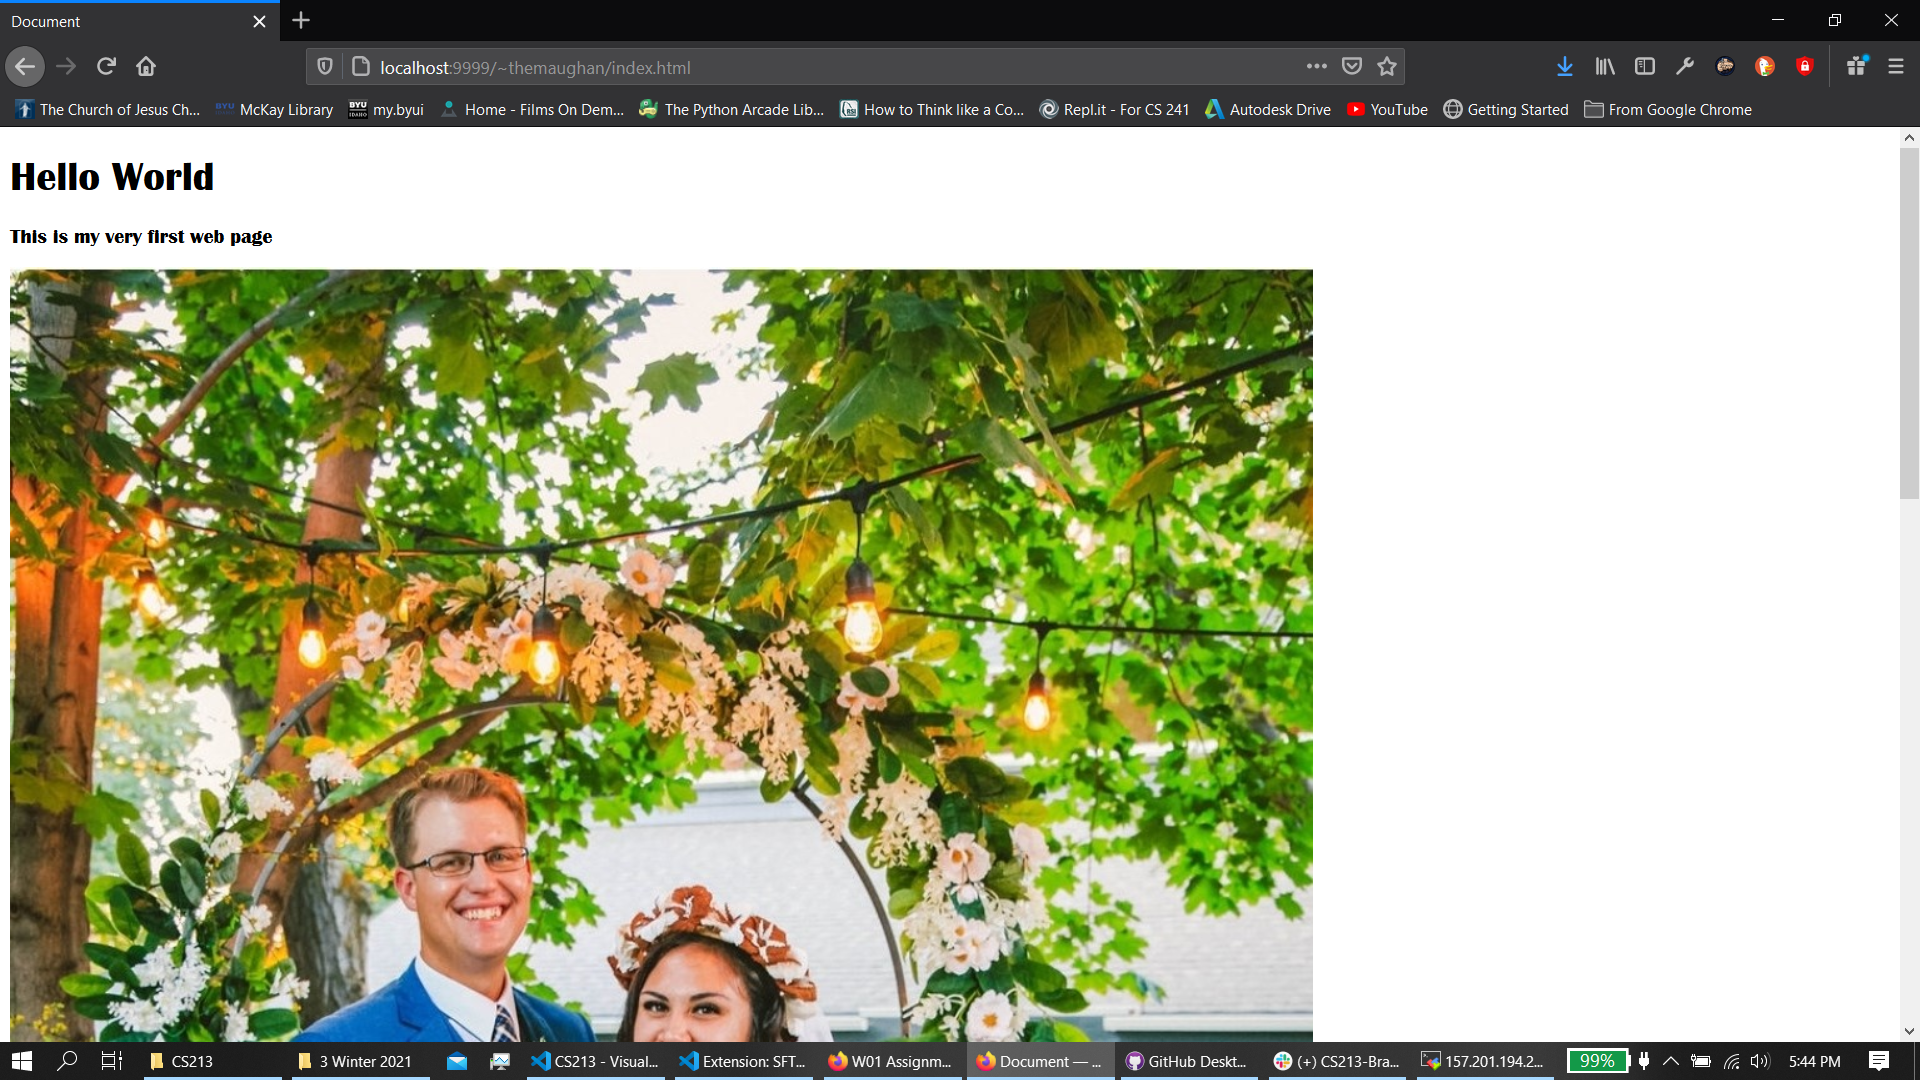 Document
localhost:9999/~themaughan/index.html
The Church of Jesus Ch... BYU McKay Library BYU IDAHO my.byui Home - Films On Dem... The Python Arcade Lib... How to Think like a Co... Repl.it - For CS 241 Autodesk Drive YouTube Getting Started From Google Chrome
Hello World
This is my very first web page
CS213 3 Winter 2021 CS213 - Visual... Extension: SFT... W01 Assignm... Document — ... GitHub Deskt... (+) CS213-Bra... 157.201.194.2... 99% 5:44 PM